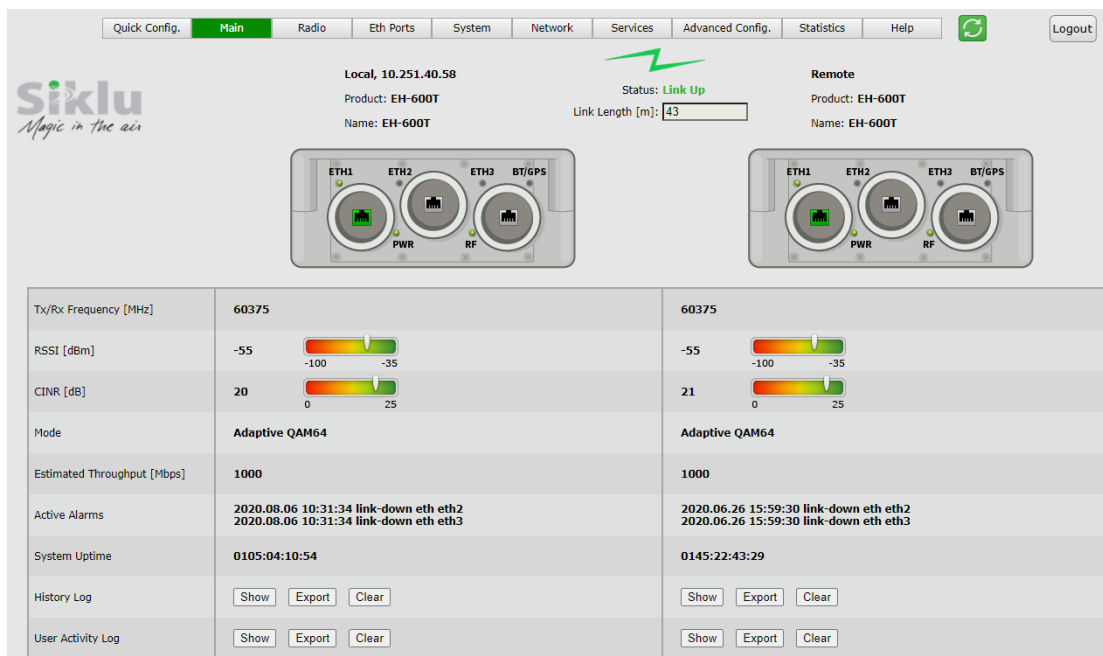 Quick Config. Main Radio Eth Ports System Network Services Advanced Config. Statistics Help Logout
Siklu
Magic in the air
Local, 10.251.40.58
Product: EH-600T
Name: EH-600T
Status: Link Up
Link Length [m]: 43
Remote
Product: EH-600T
Name: EH-600T
ETH1 ETH2 ETH3 BT/GPS
PWR RF
ETH1 ETH2 ETH3 BT/GPS
PWR RF
Tx/Rx Frequency [MHz] 60375 60375
RSSI [dBm] -55 -55
-100 -35 -100 -35
CINR [dB] 20 21
0 25 0 25
Mode Adaptive QAM64 Adaptive QAM64
Estimated Throughput [Mbps] 1000 1000
Active Alarms
2020.08.06 10:31:34 link-down eth eth2
2020.08.06 10:31:34 link-down eth eth3
2020.06.26 15:59:30 link-down eth eth2
2020.06.26 15:59:30 link-down eth eth3
System Uptime 0105:04:10:54 0145:22:43:29
History Log Show Export Clear Show Export Clear
User Activity Log Show Export Clear Show Export Clear